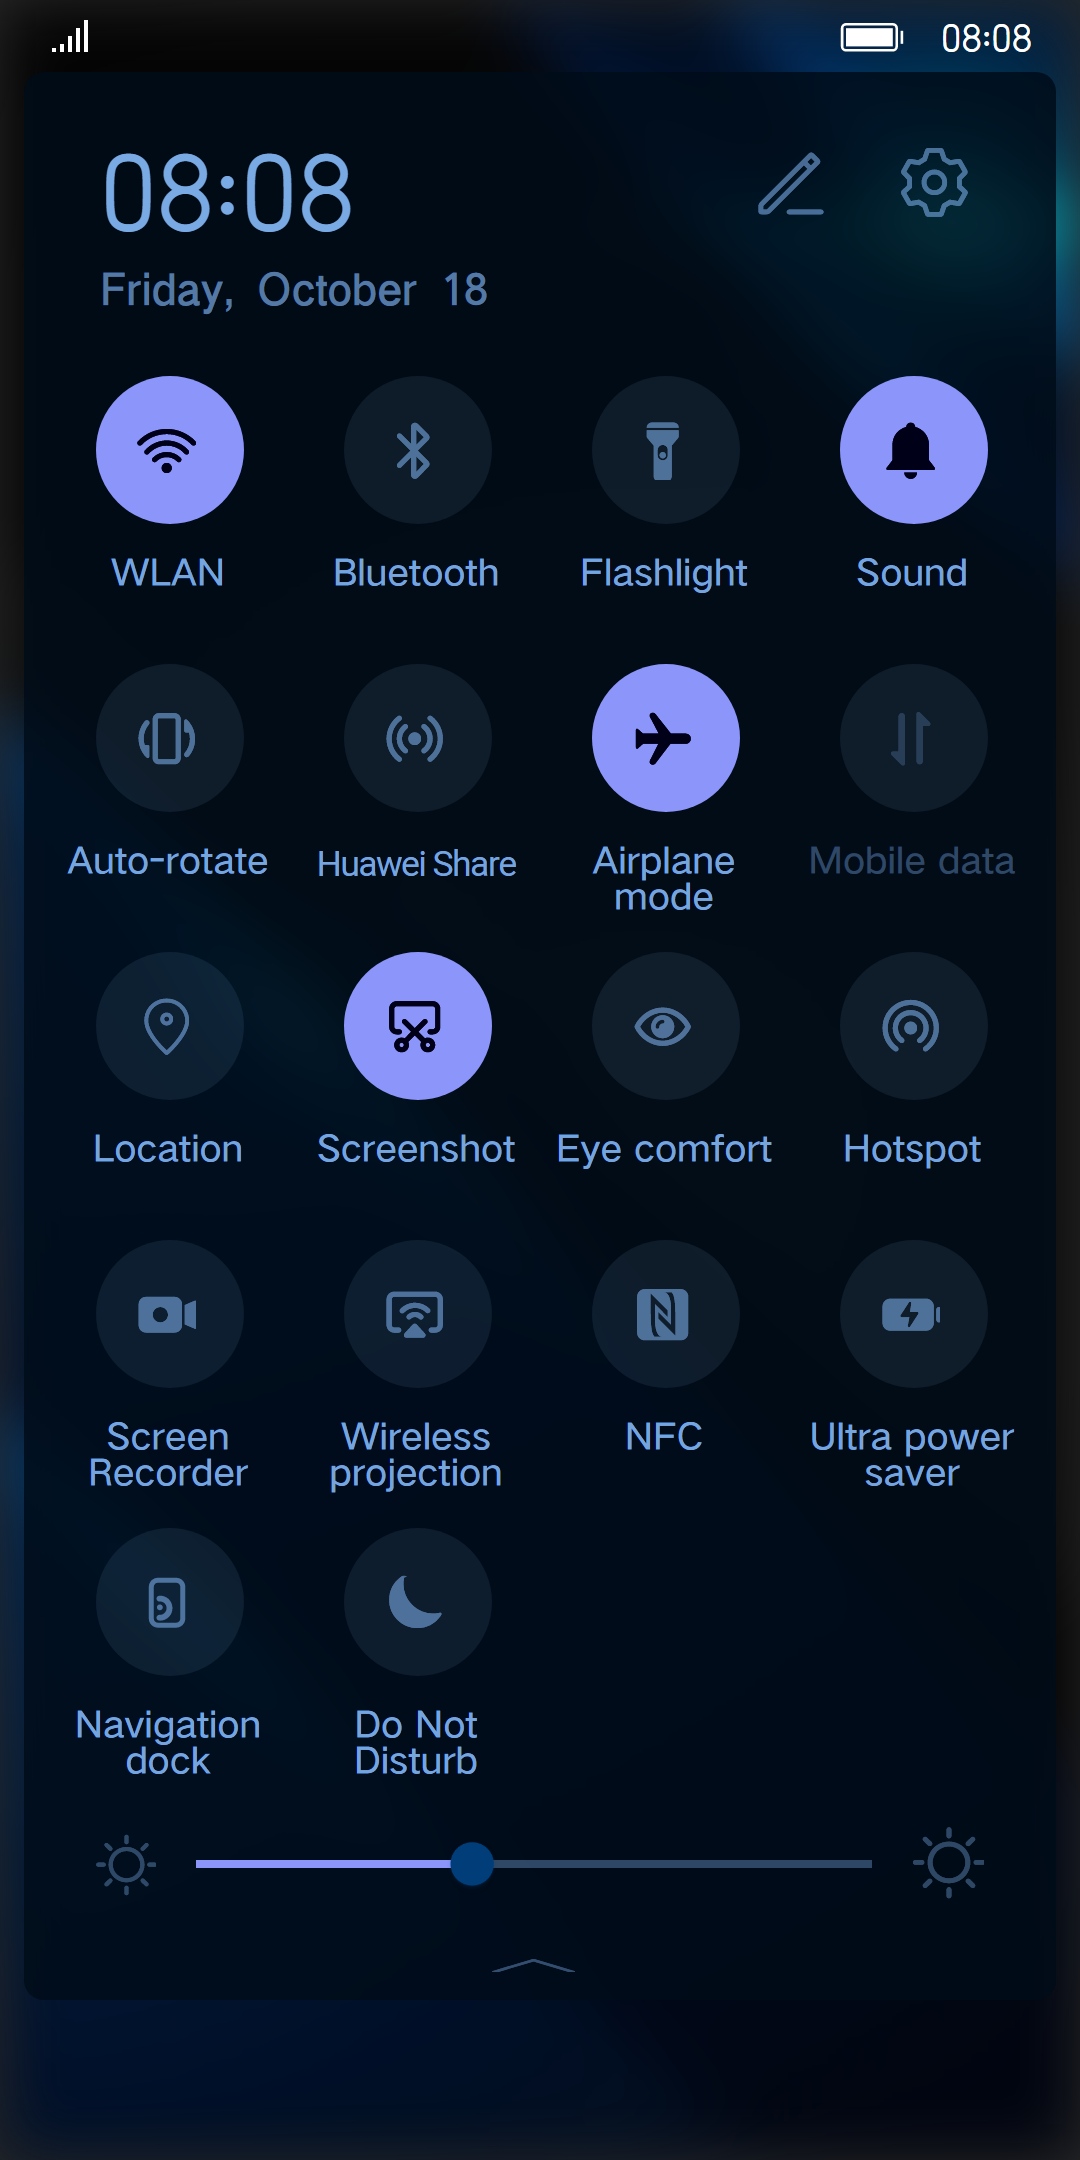 08:08
08:08
Friday, October 18
WLAN
Bluetooth
Flashlight
Sound
Auto-rotate
Huawei Share
Airplane
mode
Mobile data
Location
Screenshot
Eye comfort
Hotspot
Screen
Recorder
Wireless
projection
NFC
Ultra power
saver
Navigation
dock
Do Not
Disturb